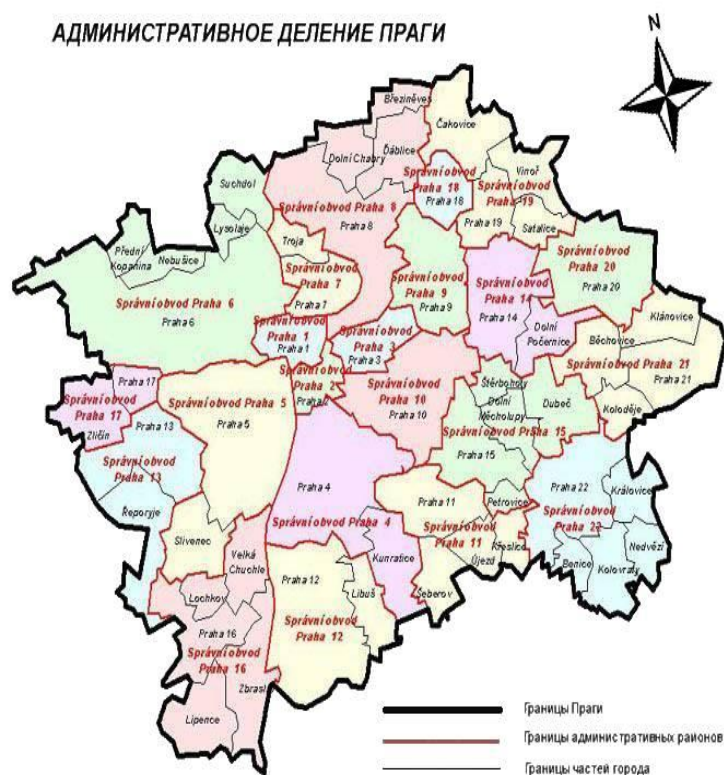 АДМИНИСТРАТИВНОЕ ДЕЛЕНИЕ ПРАГИ
N
Březiněves
Čakovice
Ďáblice
Dolní Chabry
Vinoř
Suchdol
Správní obvod
Praha 18
Praha 18
Správní obvod
Praha 19
Správní obvod Praha 8
Praha 8
Lysolaje
Troja
Praha 19
Satalice
Přední
Kopanina
Nebušice
Správní obvod
Praha 20
Praha 20
Správní obvod
Praha 7
Praha 7
Správní obvod
Praha 9
Praha 9
Správní obvod
Praha 14
Praha 14
Správní obvod Praha 6
Praha 6
Klánovice
Správní obvod
Praha 1
Praha 1
Správní obvod
Praha 3
Praha 3
Dolní
Počernice
Běchovice
Správní obvod Praha 21
Praha 21
Správní obvod
Praha 2
Praha 2
Správní obvod
Praha 10
Praha 10
Praha 17
Správní obvod
Praha 17
Zličín
Správní obvod Praha 5
Praha 5
Štěrboholy
Dolní
Měcholupy
Dubeč
Koloděje
Správní obvod
Praha 15
Praha 15
Praha 13
Správní obvod
Praha 13
Praha 4
Správní obvod Praha 4
Praha 11
Petrovice
Praha 22
Královice
Správní obvod
Praha 22
Řeporyje
Správní obvod
Praha 11
Křeslice
Újezd
Nedvězí
Slivenec
Velká
Chuchle
Kunratice
Benice
Kolovraty
Praha 12
Libuš
Šeberov
Lochkov
Praha 16
Správní obvod
Praha 12
Správní obvod
Praha 16
Zbrasl
Lipence
Границы Праги
Границы административных районов
Границы частей города